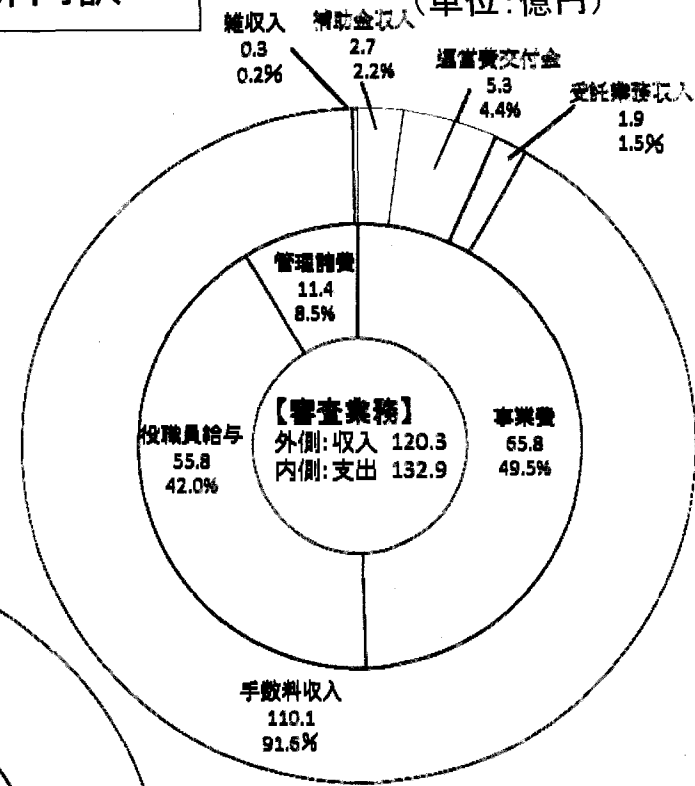 (単位:億円)
雑収入
0.3
0.2%
補助金収入
2.7
2.2%
運営費交付金
5.3
4.4%
受託業務収入
1.9
1.5%
管理諸費
11.4
8.5%
【審査業務】
外側:収入 120.3
内側:支出 132.9
事業費
65.8
49.5%
役職員給与
55.8
42.0%
手数料収入
110.1
91.6%